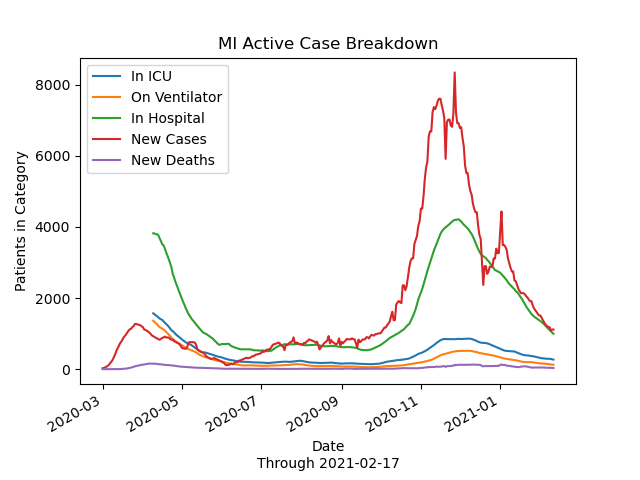 MI Active Case Breakdown
In ICU
On Ventilator
In Hospital
New Cases
New Deaths
Patients in Category
8000
6000
4000
2000
0
2020-03
2020-05
2020-07
2020-09
2020-11
2021-01
Date
Through 2021-02-17